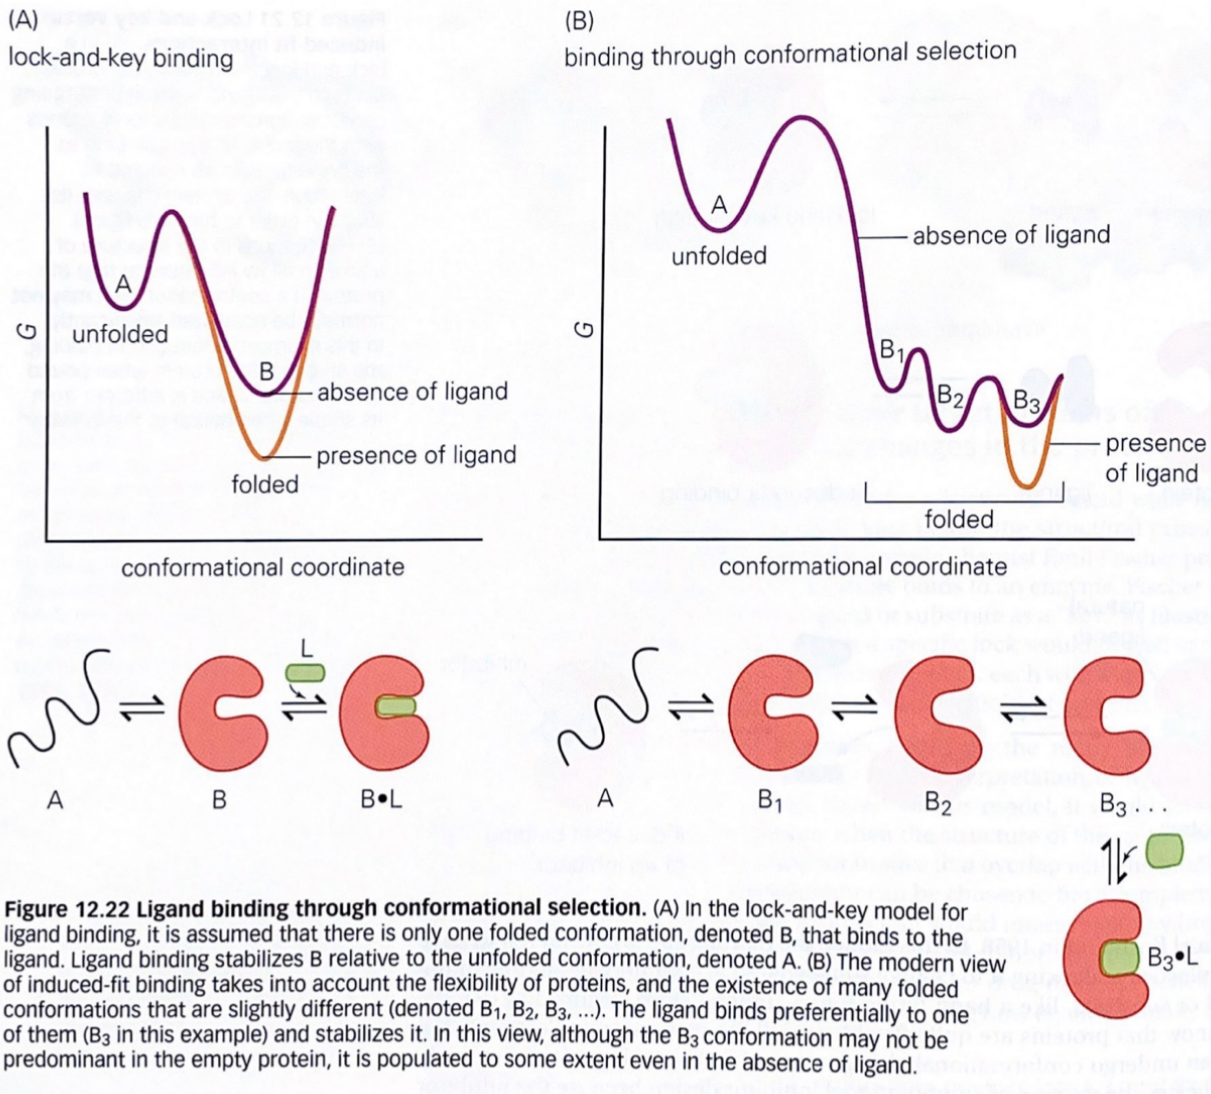 (A)
lock-and-key binding
G
A
unfolded
B
absence of ligand
presence of ligand
folded
conformational coordinate
L
A
B
B•L
(B)
binding through conformational selection
G
A
unfolded
absence of ligand
B₁
B₂
B₃
presence
of ligand
folded
conformational coordinate
A
B₁
B₂
B₃ ...
B₃•L
Figure 12.22 Ligand binding through conformational selection. (A) In the lock-and-key model for
ligand binding, it is assumed that there is only one folded conformation, denoted B, that binds to the
ligand. Ligand binding stabilizes B relative to the unfolded conformation, denoted A. (B) The modern view
of induced-fit binding takes into account the flexibility of proteins, and the existence of many folded
conformations that are slightly different (denoted B₁, B₂, B₃, ...). The ligand binds preferentially to one
of them (B₃ in this example) and stabilizes it. In this view, although the B₃ conformation may not be
predominant in the empty protein, it is populated to some extent even in the absence of ligand.